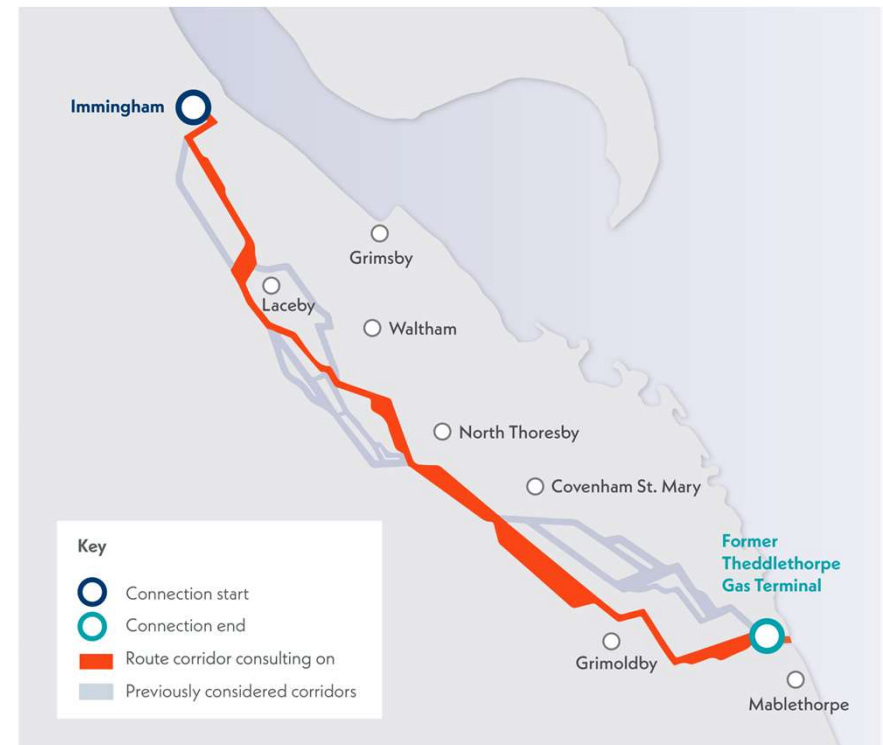 Immingham
Grimsby
Laceby
Waltham
North Thoresby
Covenham St. Mary
Former
Theddlethorpe
Gas Terminal
Grimoldby
Mablethorpe
Key
Connection start
Connection end
Route corridor consulting on
Previously considered corridors